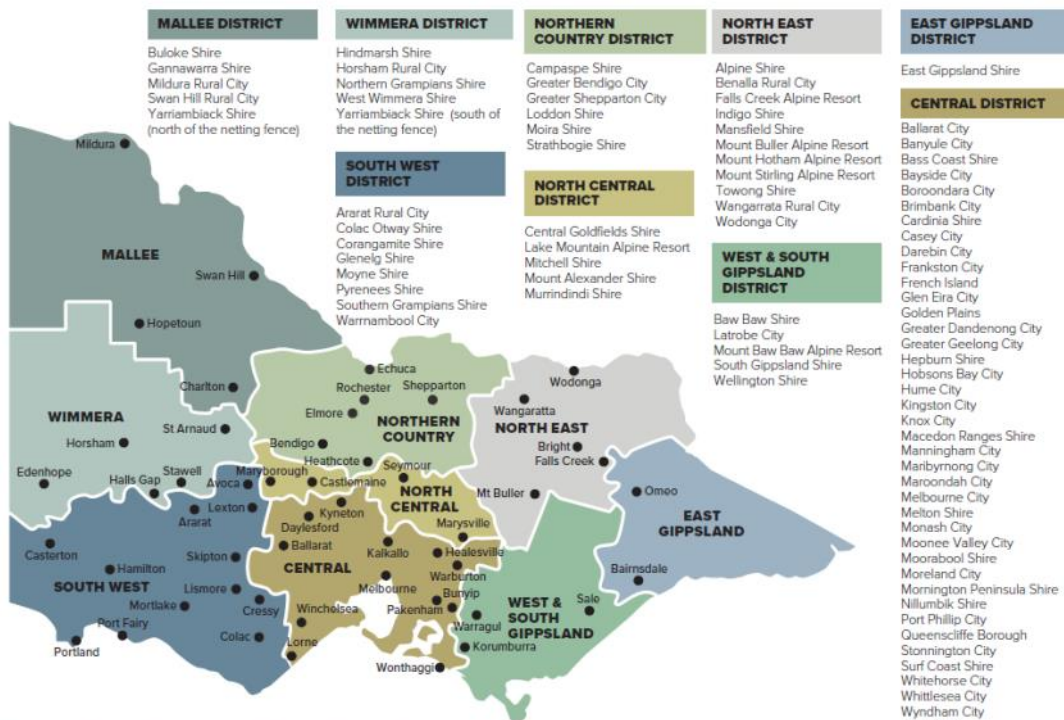 MALLEE DISTRICT
Buloke Shire
Gannawarra Shire
Mildura Rural City
Swan Hill Rural City
Yarriambiack Shire
(north of the netting fence)
WIMMERA DISTRICT
Hindmarsh Shire
Horsham Rural City
Northern Grampians Shire
West Wimmera Shire
Yarriambiack Shire (south of
the netting fence)
SOUTH WEST
DISTRICT
Ararat Rural City
Colac Otway Shire
Corangamite Shire
Glenelg Shire
Moyne Shire
Pyrenees Shire
Southern Grampians Shire
Warrnambool City
NORTHERN
COUNTRY DISTRICT
Campaspe Shire
Greater Bendigo City
Greater Shepparton City
Loddon Shire
Moira Shire
Strathbogie Shire
NORTH CENTRAL
DISTRICT
Central Goldfields Shire
Lake Mountain Alpine Resort
Mitchell Shire
Mount Alexander Shire
Murrindindi Shire
NORTH EAST
DISTRICT
Alpine Shire
Benalla Rural City
Falls Creek Alpine Resort
Indigo Shire
Mansfield Shire
Mount Buller Alpine Resort
Mount Hotham Alpine Resort
Mount Stirling Alpine Resort
Towong Shire
Wangarrata Rural City
Wodonga City
WEST & SOUTH
GIPPSLAND
DISTRICT
Baw Baw Shire
Latrobe City
Mount Baw Baw Alpine Resort
South Gippsland Shire
Wellington Shire
EAST GIPPSLAND
DISTRICT
East Gippsland Shire
CENTRAL DISTRICT
Ballarat City
Banyule City
Bass Coast Shire
Bayside City
Boroondara City
Brimbank City
Cardinia Shire
Casey City
Darebin City
Frankston City
French Island
Glen Eira City
Golden Plains
Greater Dandenong City
Greater Geelong City
Hepburn Shire
Hobsons Bay City
Hume City
Kingston City
Knox City
Macedon Ranges Shire
Manningham City
Maribyrnong City
Maroondah City
Melbourne City
Melton Shire
Monash City
Moonee Valley City
Moorabool Shire
Moreland City
Mornington Peninsula Shire
Nillumbik Shire
Port Phillip City
Queenscliffe Borough
Stonnington City
Surf Coast Shire
Whitehorse City
Whittlesea City
Wyndham City
Mildura
MALLEE
Swan Hill
Hopetoun
Charlton
WIMMERA
St Arnaud
Horsham
Edenhope
Halls Gap
Stawell
Echuca
Rochester
Shepparton
Elmore
NORTHERN
COUNTRY
Bendigo
Heathcote
Wodonga
Wangaratta
NORTH EAST
Bright
Falls Creek
Mt Buller
Maryborough
Avoca
Castlemaine
Seymour
NORTH
CENTRAL
Marysville
Omeo
EAST
GIPPSLAND
Bairnsdale
Lexton
Ararat
Casterton
Skipton
Hamilton
SOUTH WEST
Lismore
Mortlake
Cressy
Port Fairy
Portland
Colac
Kyneton
Daylesford
Ballarat
Kalkallo
Healesville
CENTRAL
Warburton
Melbourne
Bunyip
Pakenham
Winchelsea
Lorne
Wonthaggi
WEST &
SOUTH
GIPPSLAND
Sale
Warragul
Korumburra